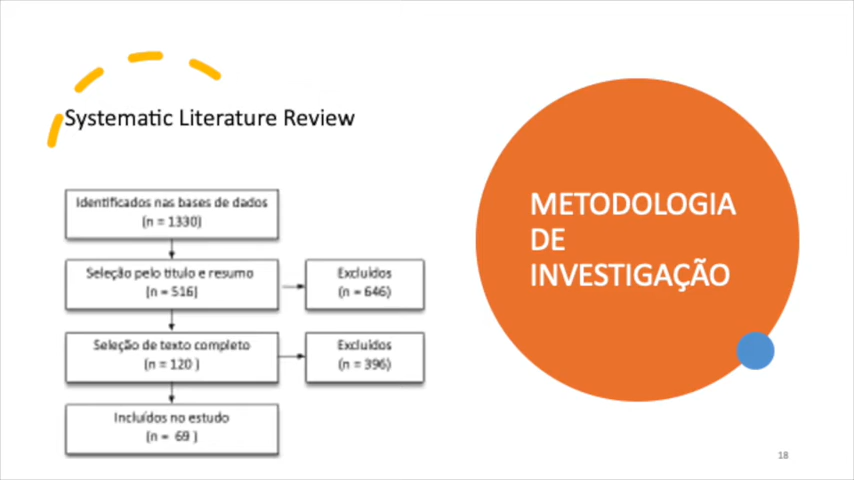 Systematic Literature Review
Identificados nas bases de dados
(n = 1330)
Seleção pelo título e resumo
(n = 516)
Excluídos
(n = 646)
Seleção de texto completo
(n = 120 )
Excluídos
(n = 396)
Incluídos no estudo
(n = 69 )
METODOLOGIA
DE
INVESTIGAÇÃO
18